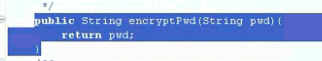 */
public String encryptPwd(String pwd){
return pwd;
}